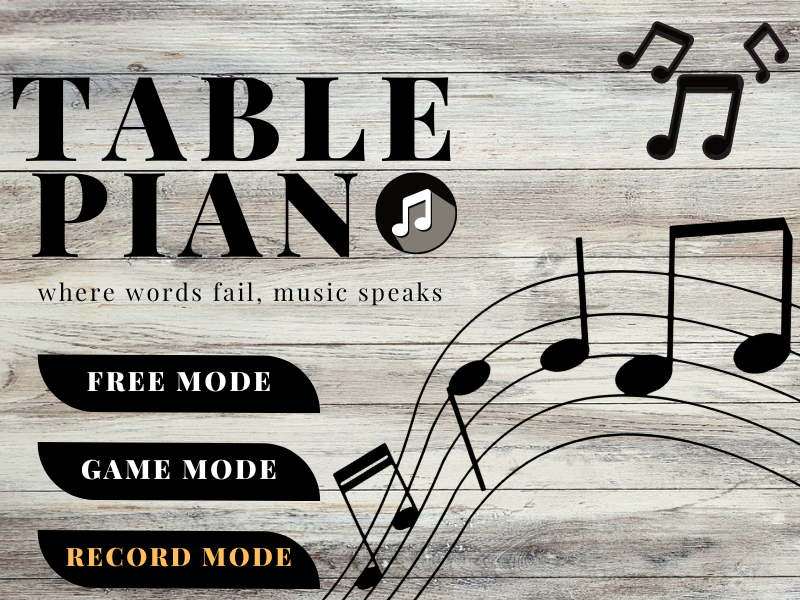 TABLE
PIANO
where words fail, music speaks
FREE MODE
GAME MODE
RECORD MODE